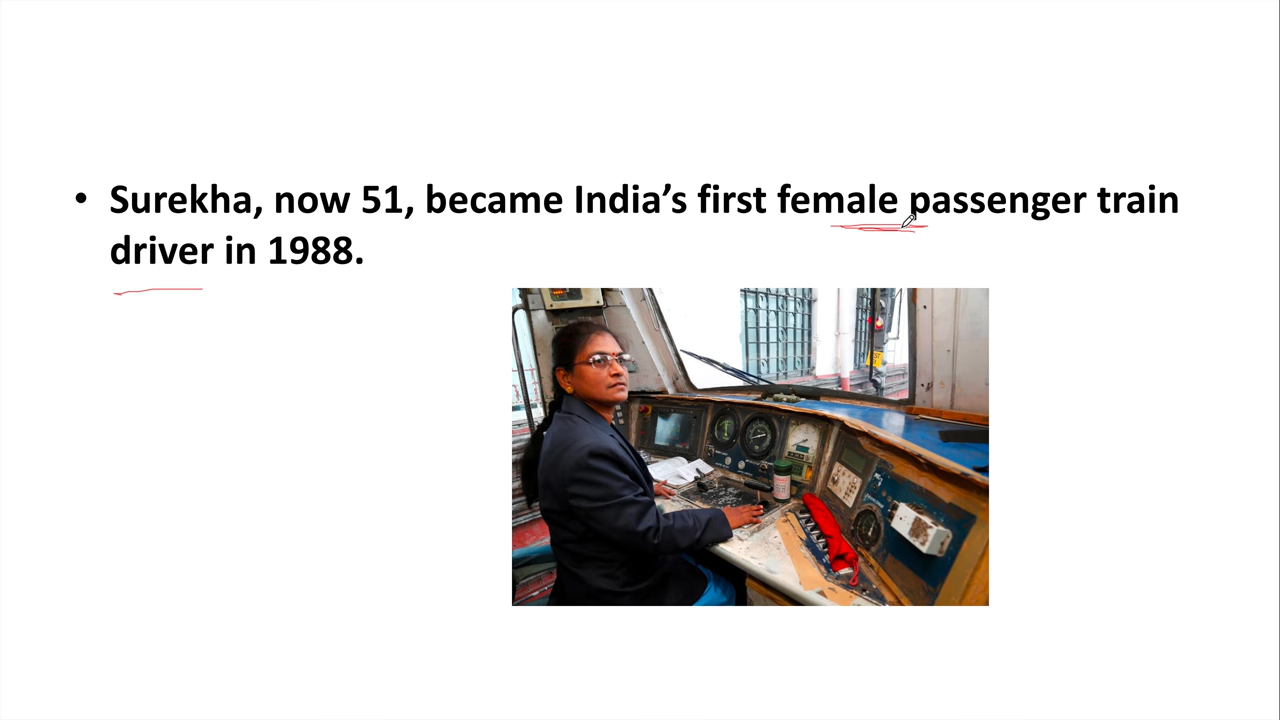 • Surekha, now 51, became India’s first female passenger train
driver in 1988.